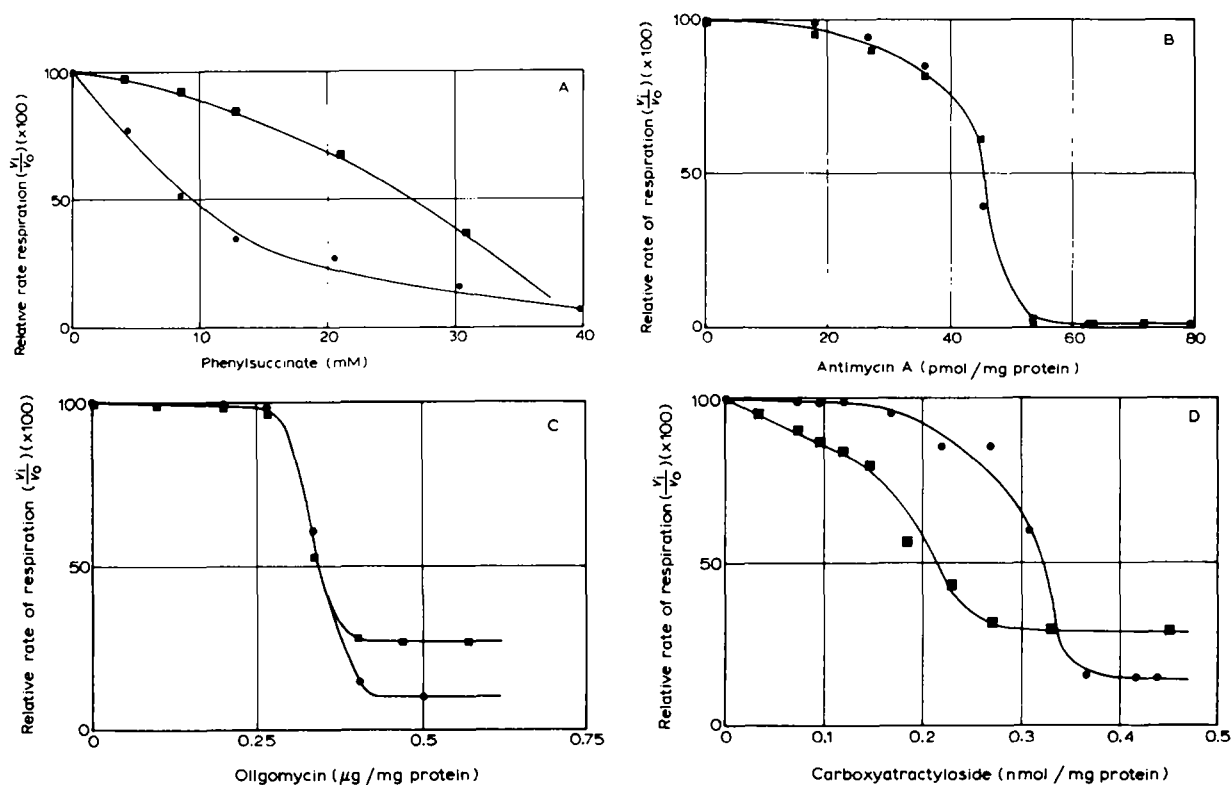 A
Relative rate respiration (vi/vo)(x100)
100
50
0
0
10
20
30
40
Phenylsuccinate (mM)
B
Relative rate of respiration (vi/vo)(x100)
100
50
0
0
20
40
60
80
Antimycin A (pmol/mg protein)
C
Relative rate of respiration (vi/vo)(x100)
100
50
0
0
0.25
0.5
0.75
Oligomycin (µg/mg protein)
D
Relative rate of respiration (vi/vo)(x100)
100
50
0
0
0.1
0.2
0.3
0.4
0.5
Carboxyatractyloside (nmol/mg protein)